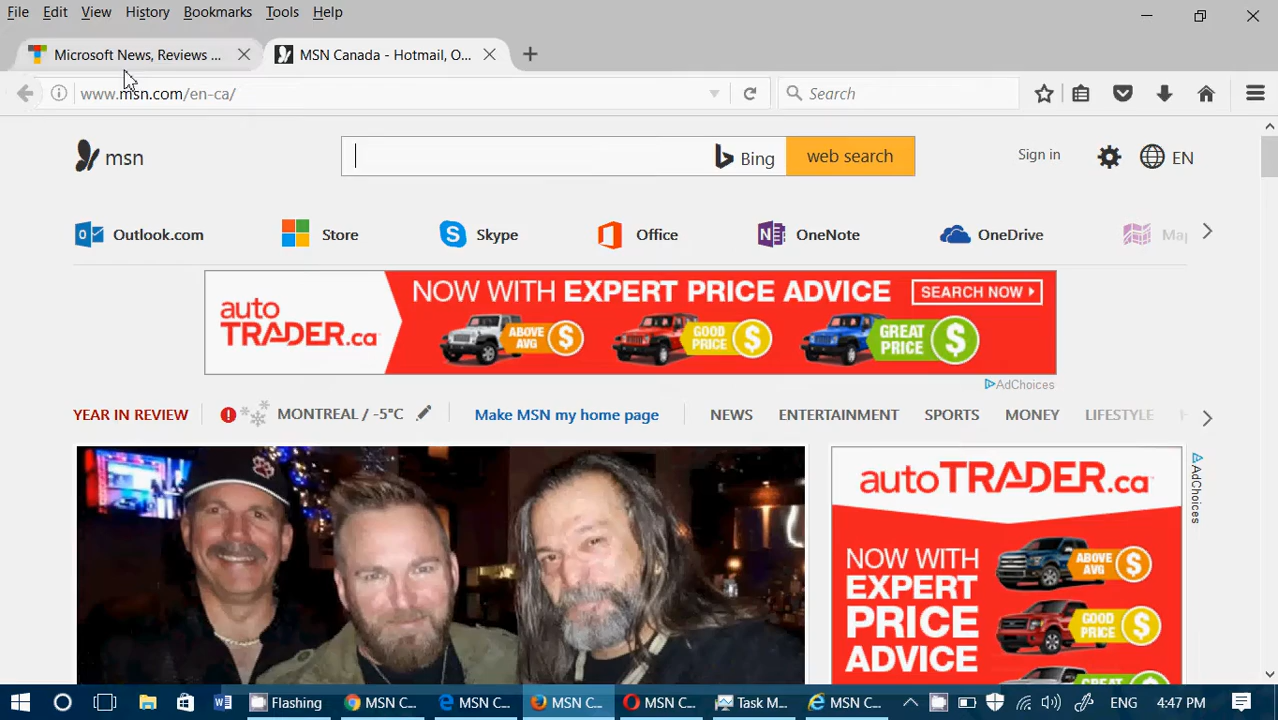 File Edit View History Bookmarks Tools Help
Microsoft News, Reviews ... MSN Canada - Hotmail, O...
www.msn.com/en-ca/ Search
msn Bing web search Sign in EN
Outlook.com Store Skype Office OneNote OneDrive
auto TRADER.ca NOW WITH EXPERT PRICE ADVICE SEARCH NOW
ABOVE AVG $ GOOD PRICE $ GREAT PRICE $
AdChoices
YEAR IN REVIEW MONTREAL / -5°C Make MSN my home page NEWS ENTERTAINMENT SPORTS MONEY LIFESTYLE
autoTRADER.ca
AdChoices
NOW WITH
EXPERT
PRICE
ADVICE
ABOVE AVG $
GOOD PRICE $
Flashing MSN C... MSN C... MSN C... MSN C... Task M... MSN C... ENG 4:47 PM